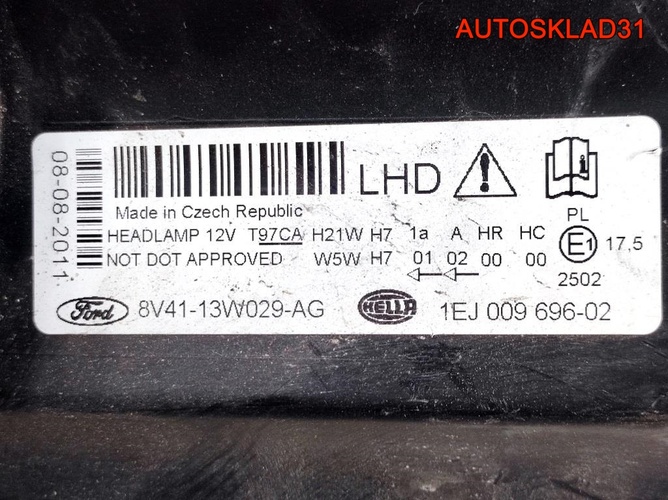 AUTOSKLAD31
08-08-2011
LHD
Made in Czech Republic
HEADLAMP 12V T97CA H21W H7 1a A HR HC PL
NOT DOT APPROVED W5W H7 01 02 00 00 E1 17,5
2502
Ford 8V41-13W029-AG HELLA 1EJ 009 696-02